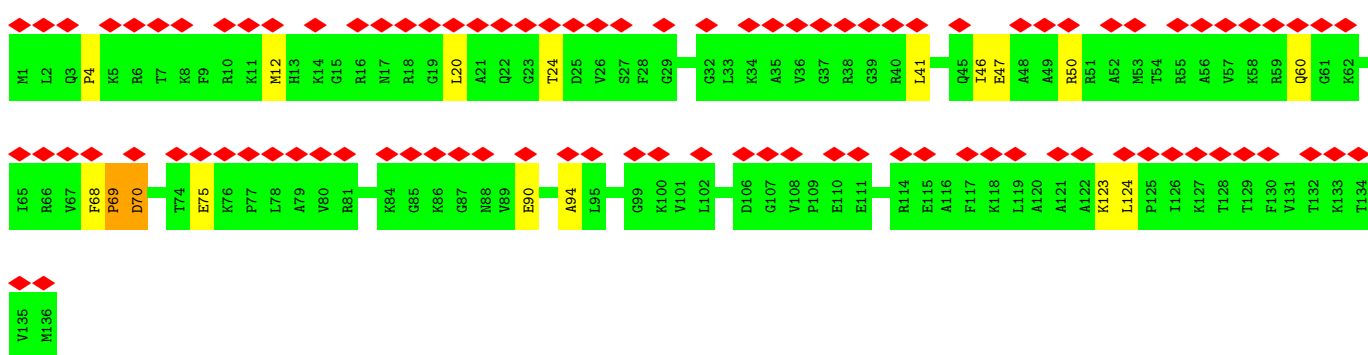 M1 L2 Q3 P4 K5 R6 T7 K8 F9 R10 K11 M12 H13 K14 G15 R16 N17 R18 G19 L20 A21 Q22 G23 T24 D25 V26 S27 F28 G29 G32 L33 K34 A35 V36 G37 R38 G39 R40 L41 Q45 I46 E47 A48 A49 R50 R51 A52 M53 T54 R55 A56 V57 K58 R59 Q60 G61 K62
I65 R66 V67 F68 P69 D70 T74 E75 K76 P77 L78 A79 V80 R81 K84 G85 K86 G87 N88 V89 E90 A94 L95 G99 K100 V101 L102 D106 G107 V108 P109 E110 E111 R114 E115 A116 F117 K118 L119 A120 A121 A122 K123 L124 P125 I126 K127 T128 T129 F130 V131 T132 K133 T134
V135 M136